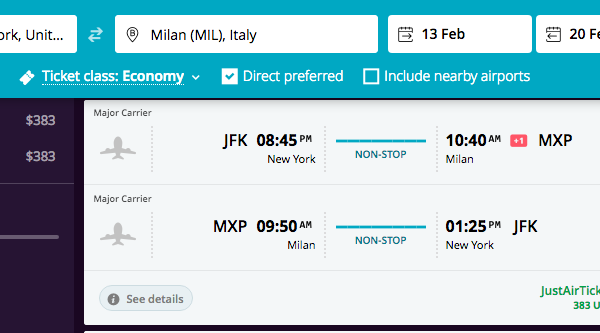 ork, Unit...
Milan (MIL), Italy
13 Feb
20 Fe
Ticket class: Economy
Direct preferred
Include nearby airports
$383
$383
Major Carrier
JFK 08:45 PM
New York
NON-STOP
10:40 AM +1 MXP
Milan
Major Carrier
MXP 09:50 AM
Milan
NON-STOP
01:25 PM JFK
New York
See details
JustAirTick
383 U